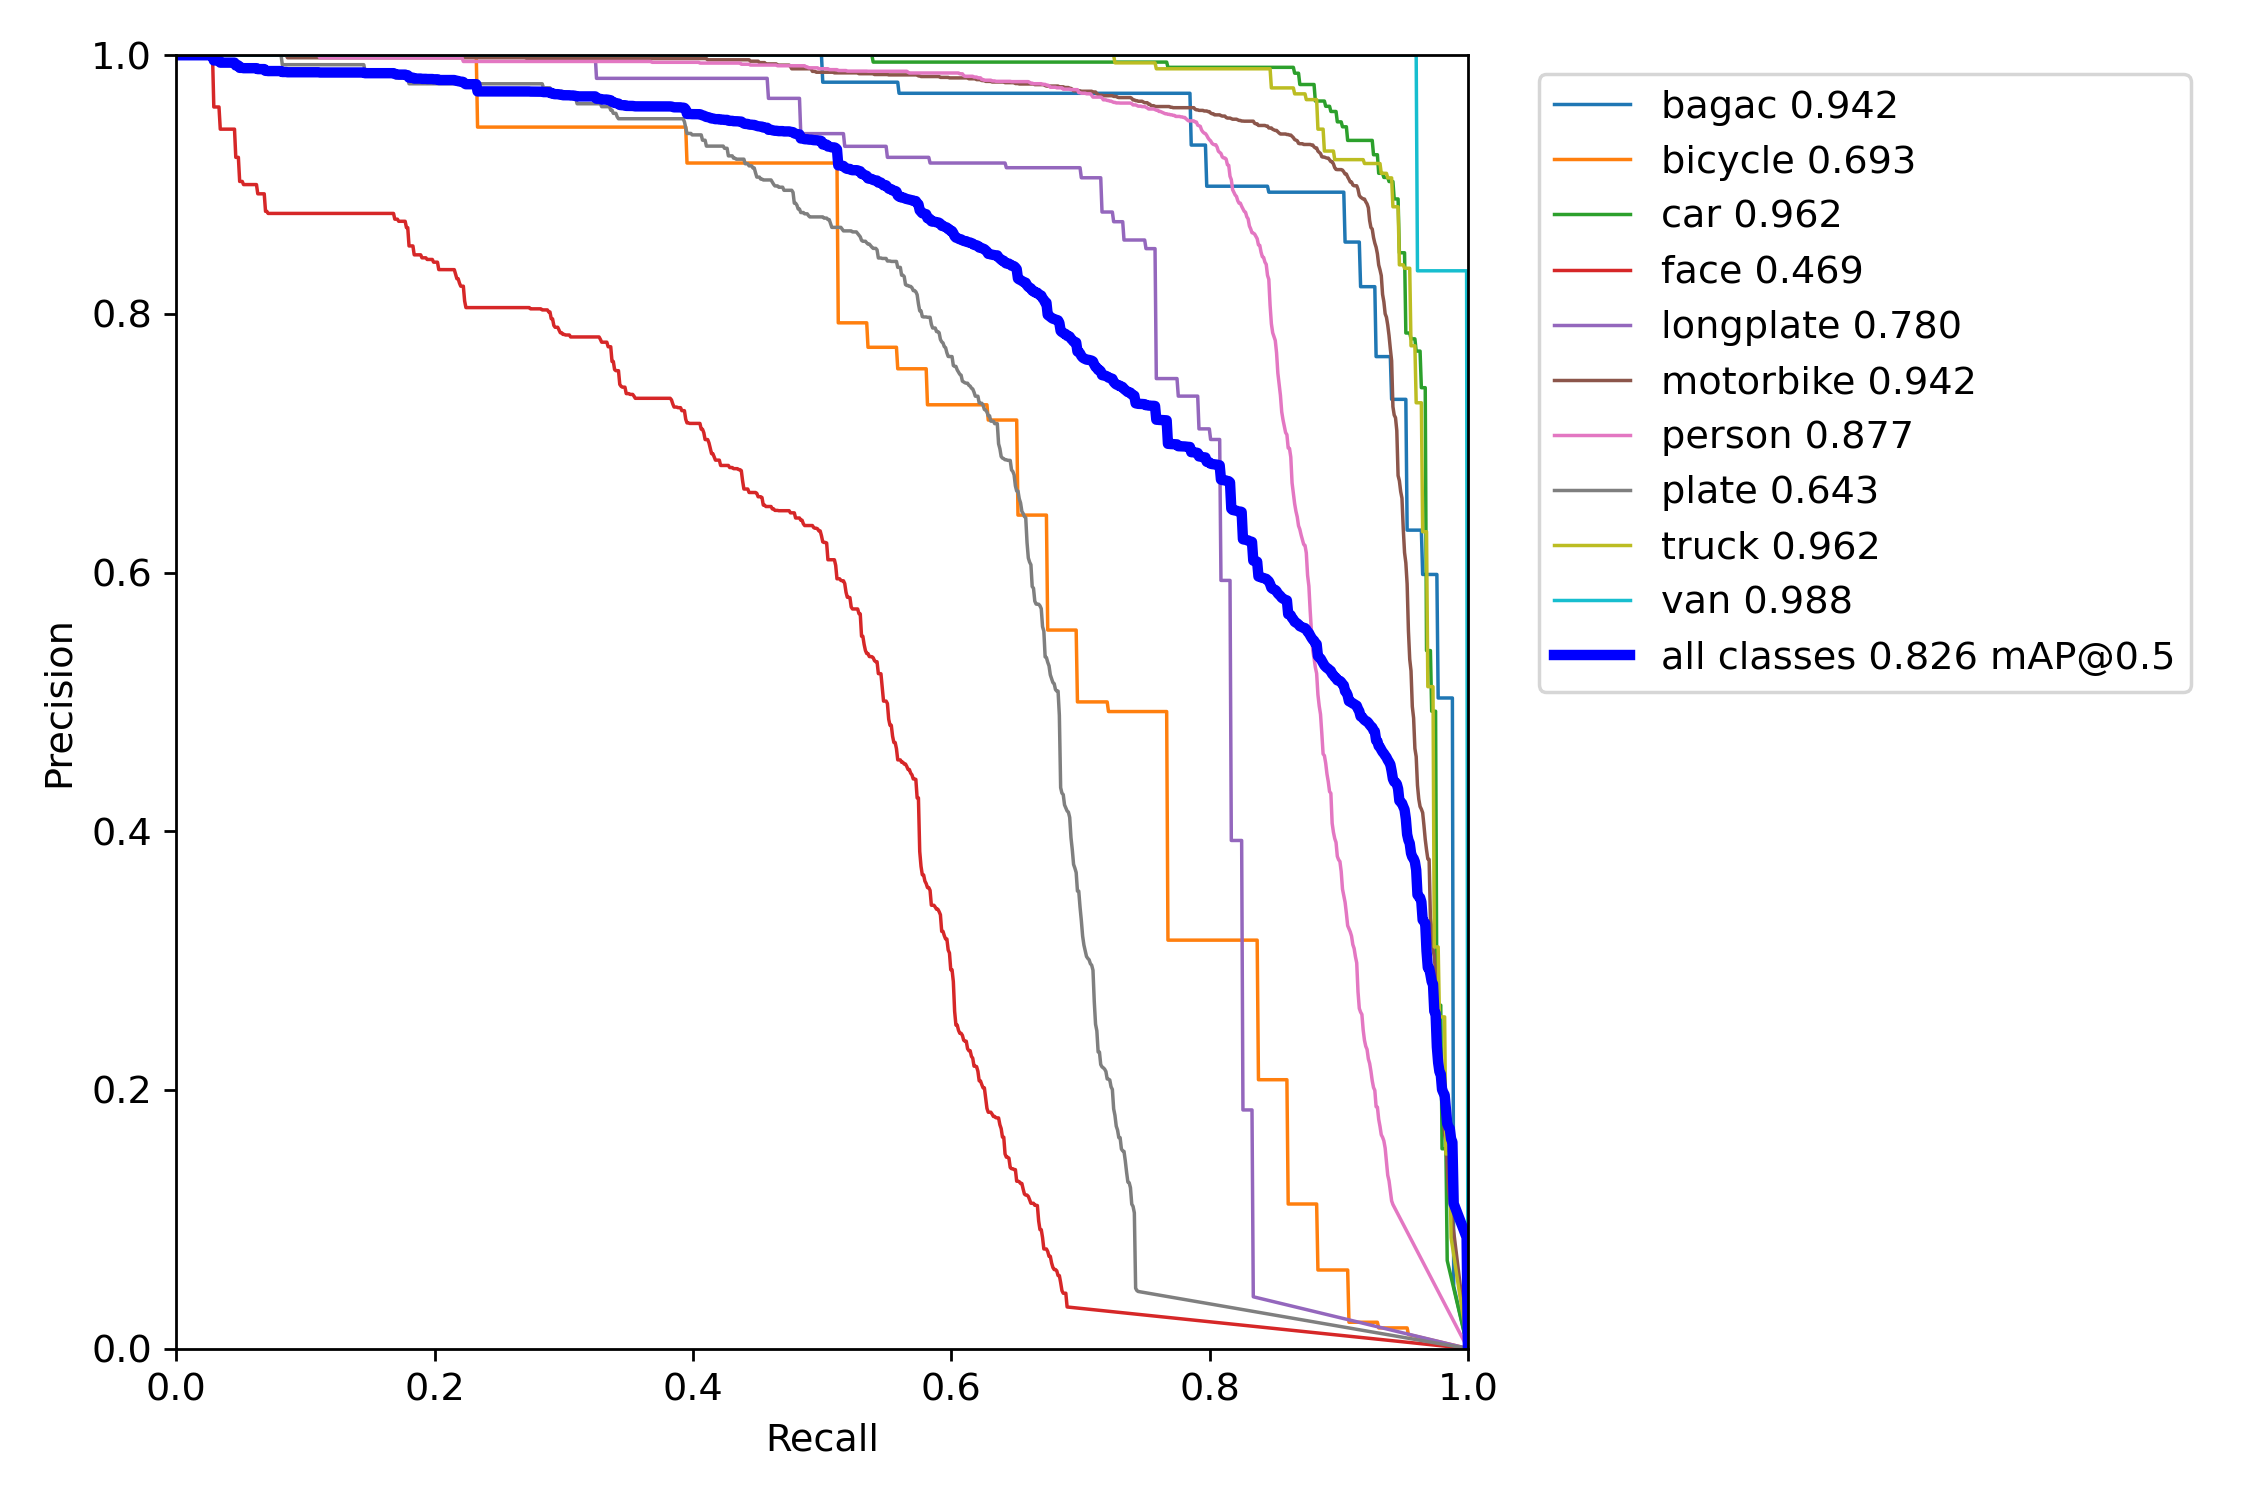 1.0
0.8
0.6
0.4
0.2
0.0
Precision
0.0 0.2 0.4 0.6 0.8 1.0
Recall
bagac 0.942
bicycle 0.693
car 0.962
face 0.469
longplate 0.780
motorbike 0.942
person 0.877
plate 0.643
truck 0.962
van 0.988
all classes 0.826 mAP@0.5